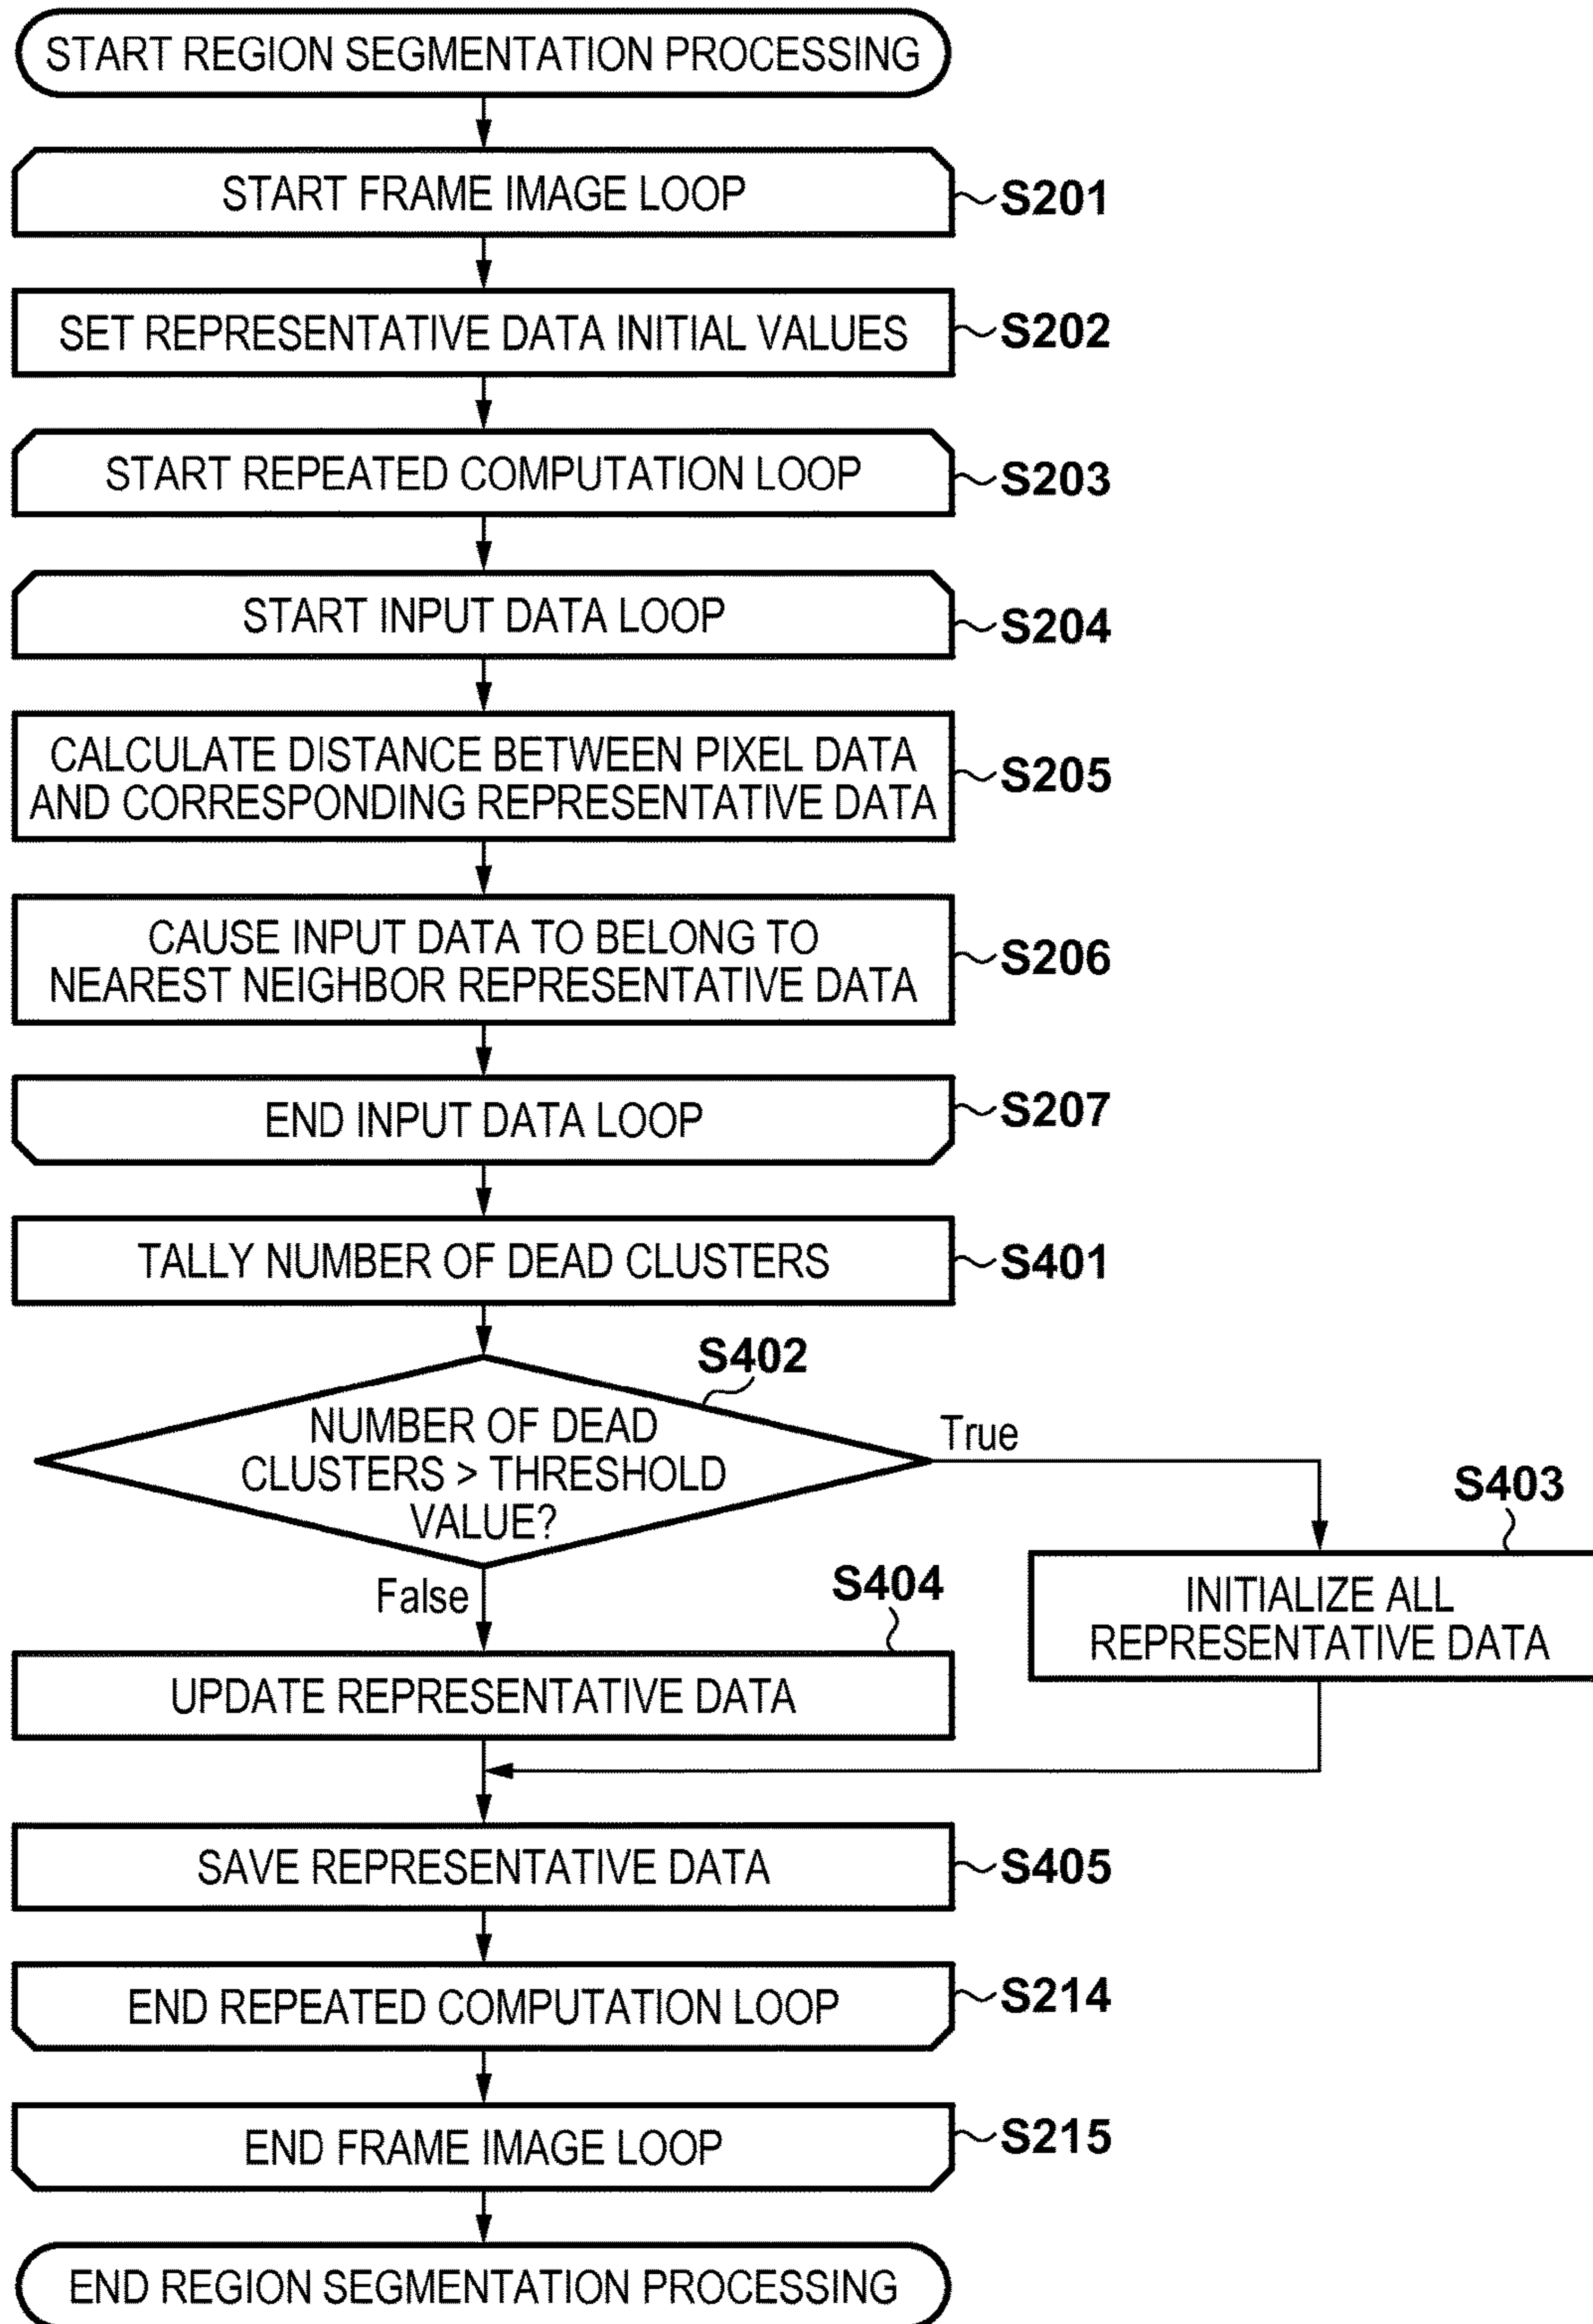 START REGION SEGMENTATION PROCESSING
START FRAME IMAGE LOOP
S201
SET REPRESENTATIVE DATA INITIAL VALUES
S202
START REPEATED COMPUTATION LOOP
S203
START INPUT DATA LOOP
S204
CALCULATE DISTANCE BETWEEN PIXEL DATA
AND CORRESPONDING REPRESENTATIVE DATA
S205
CAUSE INPUT DATA TO BELONG TO
NEAREST NEIGHBOR REPRESENTATIVE DATA
S206
END INPUT DATA LOOP
S207
TALLY NUMBER OF DEAD CLUSTERS
S401
S402
NUMBER OF DEAD
CLUSTERS > THRESHOLD
VALUE?
True
False
S403
INITIALIZE ALL
REPRESENTATIVE DATA
S404
UPDATE REPRESENTATIVE DATA
SAVE REPRESENTATIVE DATA
S405
END REPEATED COMPUTATION LOOP
S214
END FRAME IMAGE LOOP
S215
END REGION SEGMENTATION PROCESSING